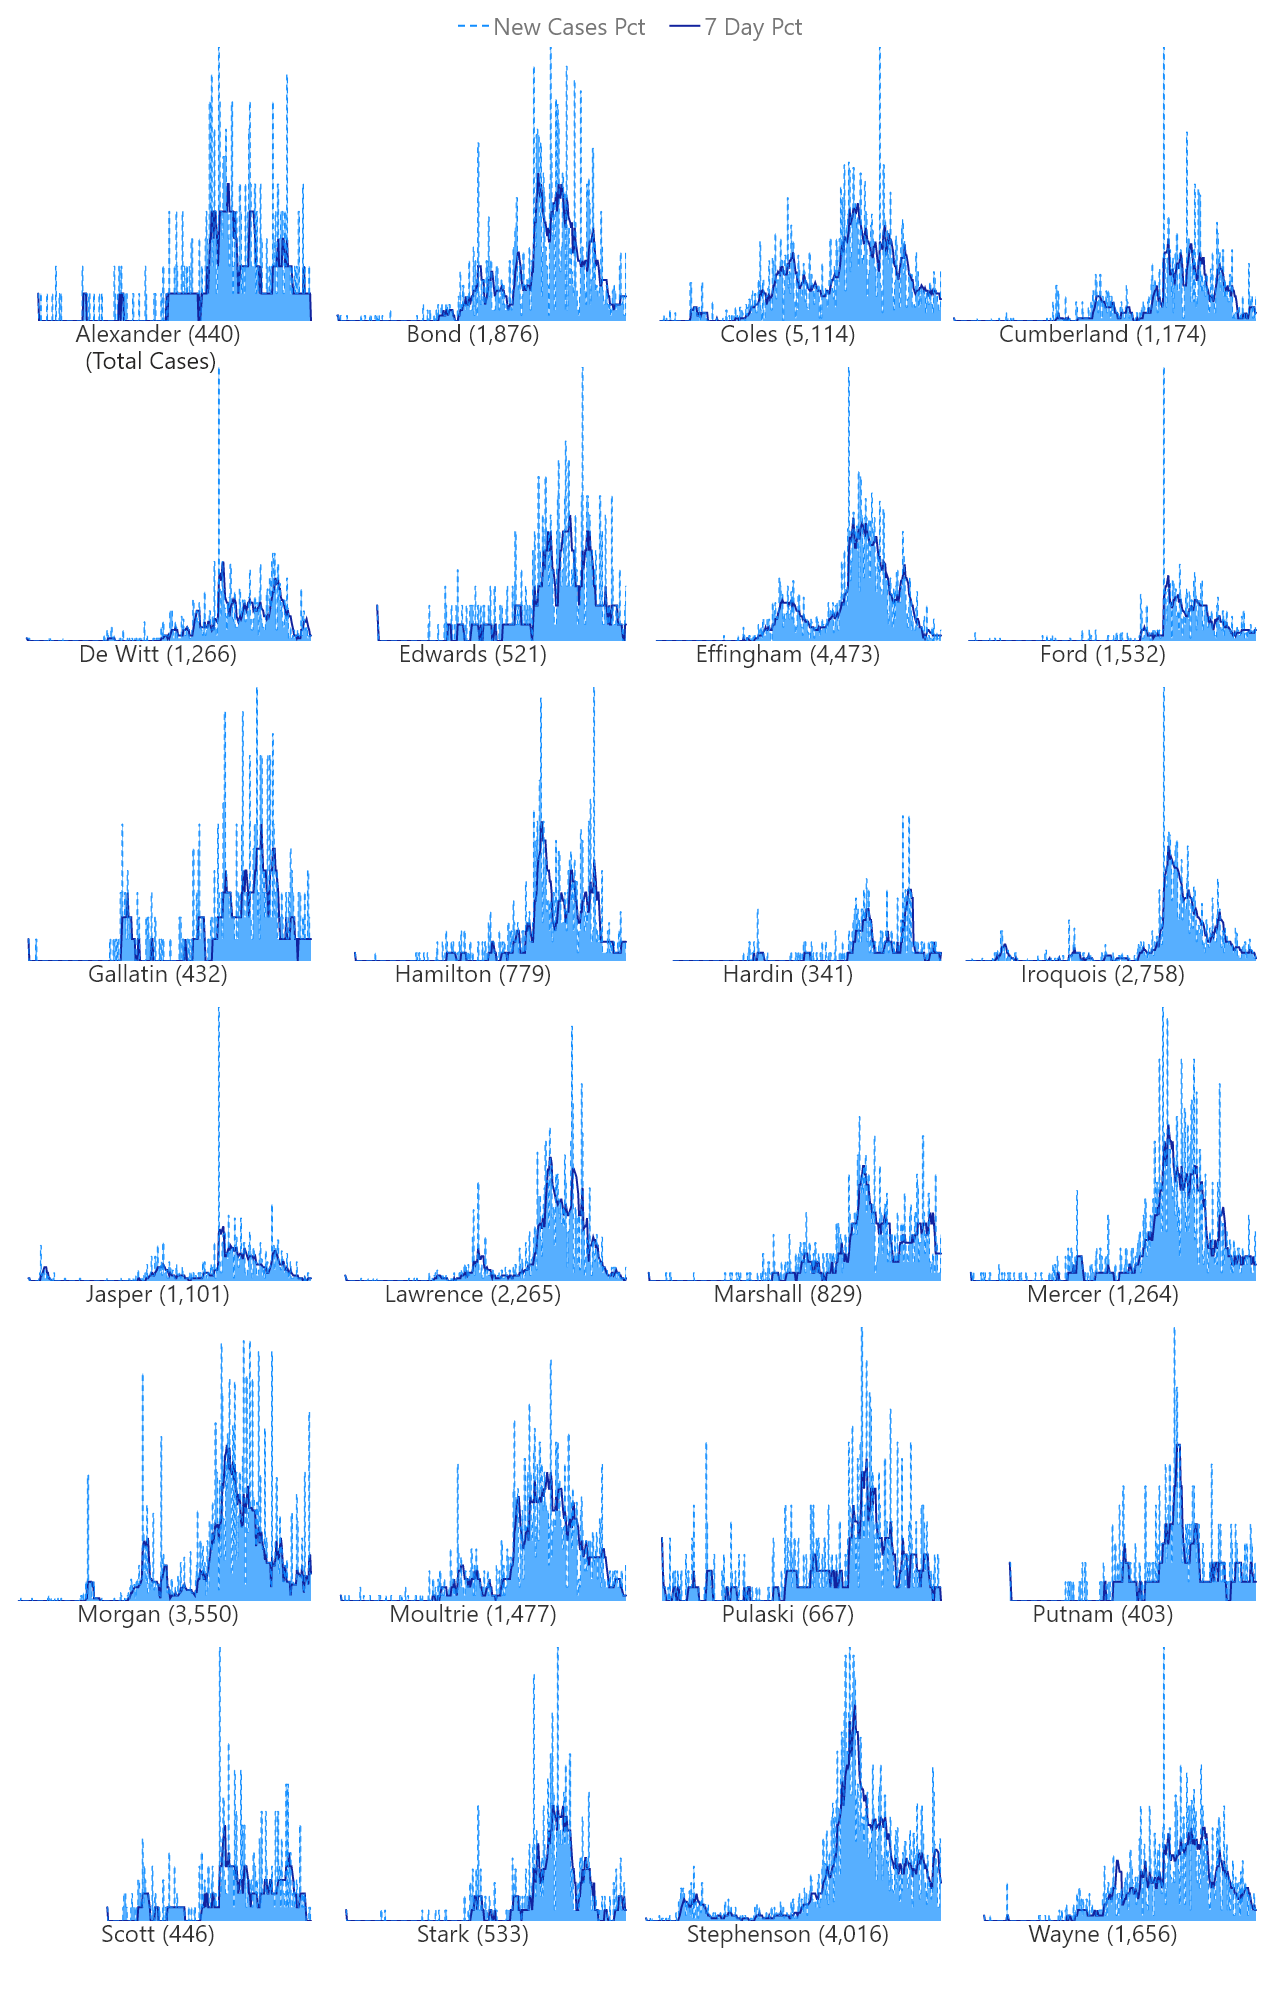 New Cases Pct 7 Day Pct
Alexander (440) Bond (1,876) Coles (5,114) Cumberland (1,174)
(Total Cases)
De Witt (1,266) Edwards (521) Effingham (4,473) Ford (1,532)
Gallatin (432) Hamilton (779) Hardin (341) Iroquois (2,758)
Jasper (1,101) Lawrence (2,265) Marshall (829) Mercer (1,264)
Morgan (3,550) Moultrie (1,477) Pulaski (667) Putnam (403)
Scott (446) Stark (533) Stephenson (4,016) Wayne (1,656)